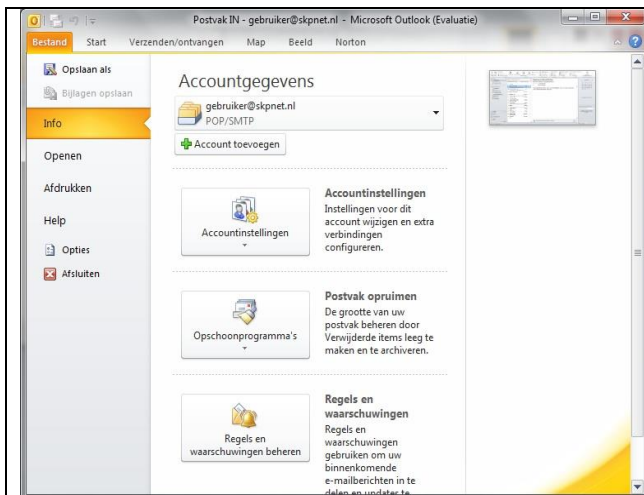 Postvak IN - gebruiker@skpnet.nl - Microsoft Outlook (Evaluatie)
Bestand Start Verzenden/ontvangen Map Beeld Norton
Opslaan als
Bijlagen opslaan
Info
Openen
Afdrukken
Help
Opties
Afsluiten
Accountgegevens
gebruiker@skpnet.nl
POP/SMTP
Account toevoegen
Accountinstellingen
Accountinstellingen
Instellingen voor dit
account wijzigen en extra
verbindingen
configureren.
Opschoonprogramma's
Postvak opruimen
De grootte van uw
postvak beheren door
Verwijderde items leeg te
maken en te archiveren.
Regels en
waarschuwingen beheren
Regels en
waarschuwingen
Regels en
waarschuwingen
gebruiken om uw
binnenkomende
e-mailberichten in te
delen en updates te